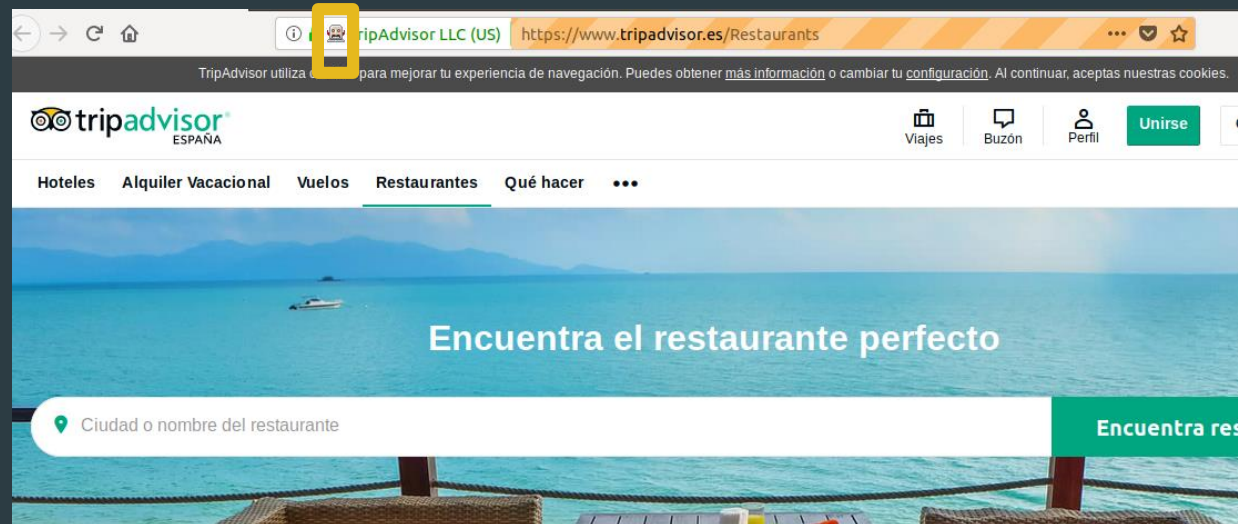 TripAdvisor LLC (US) https://www.tripadvisor.es/Restaurants
TripAdvisor utiliza para mejorar tu experiencia de navegación. Puedes obtener más información o cambiar tu configuración. Al continuar, aceptas nuestras cookies.
tripadvisor
ESPAÑA
Viajes Buzón Perfil Unirse
Hoteles Alquiler Vacacional Vuelos Restaurantes Qué hacer
Encuentra el restaurante perfecto
Ciudad o nombre del restaurante Encuentra res